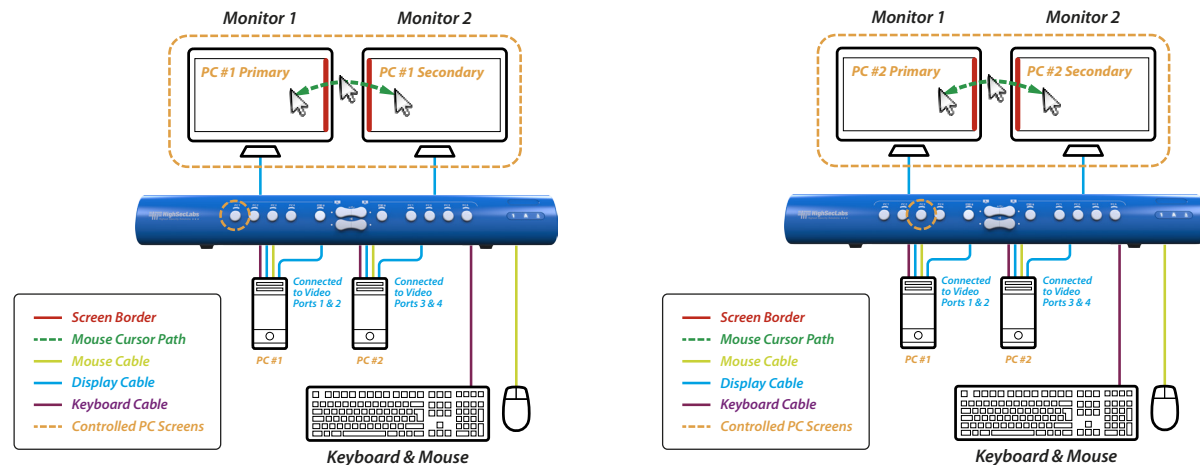 Monitor 1
Monitor 2
PC #1 Primary
PC #1 Secondary
HighSecLabs
Connected
to Video
Ports 1 & 2
Connected
to Video
Ports 3 & 4
PC #1
PC #2
Screen Border
Mouse Cursor Path
Mouse Cable
Display Cable
Keyboard Cable
Controlled PC Screens
Keyboard & Mouse
Monitor 1
Monitor 2
PC #2 Primary
PC #2 Secondary
HighSecLabs
Connected
to Video
Ports 1 & 2
Connected
to Video
Ports 3 & 4
PC #1
PC #2
Screen Border
Mouse Cursor Path
Mouse Cable
Display Cable
Keyboard Cable
Controlled PC Screens
Keyboard & Mouse